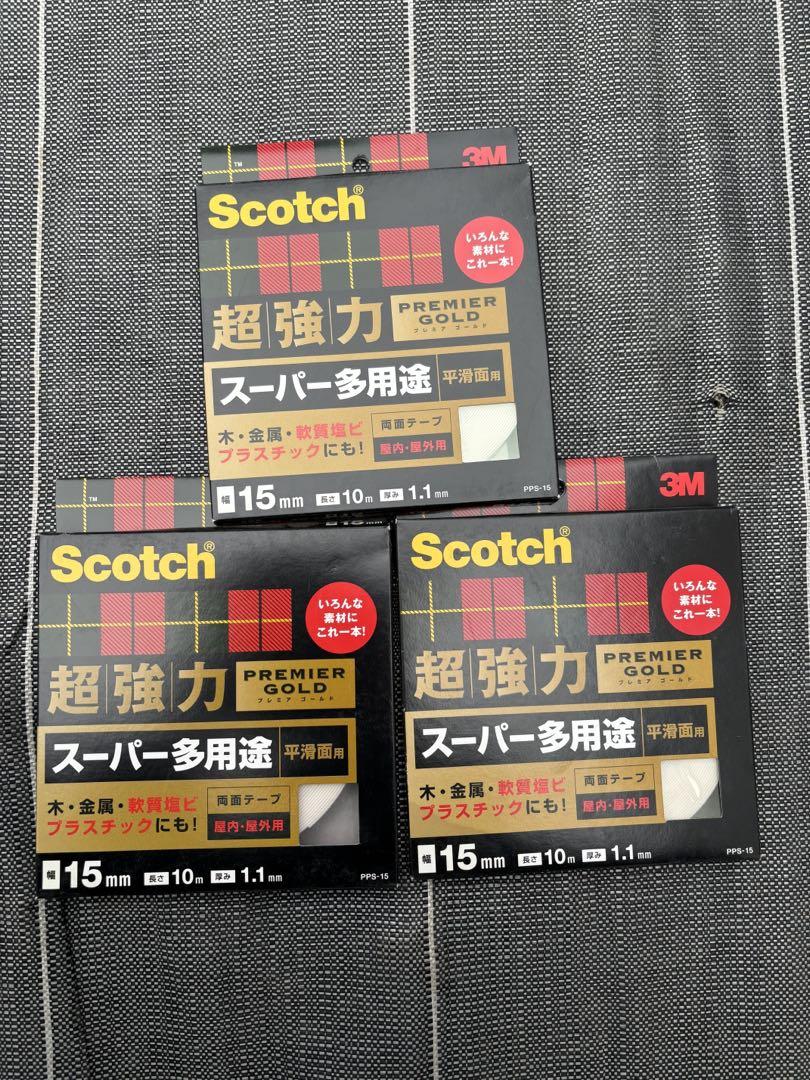 ™
3M
Scotch®
いろんな
素材に
これ一本!
超強力
PREMIER
GOLD
プレミア ゴールド
スーパー多用途
平滑面用
木・金属・軟質塩ビ
プラスチックにも!
両面テープ
屋内・屋外用
幅 15mm 長さ 10m 厚み 1.1mm
PPS-15
™
Scotch®
いろんな
素材に
これ一本!
超強力
PREMIER
GOLD
プレミア ゴールド
スーパー多用途
平滑面用
木・金属・軟質塩ビ
プラスチックにも!
両面テープ
屋内・屋外用
幅 15mm 長さ 10m 厚み 1.1mm
PPS-15
3M
Scotch®
いろんな
素材に
これ一本!
超強力
PREMIER
GOLD
プレミア ゴールド
スーパー多用途
平滑面用
木・金属・軟質塩ビ
プラスチックにも!
両面テープ
屋内・屋外用
幅 15mm 長さ 10m 厚み 1.1mm
PPS-15